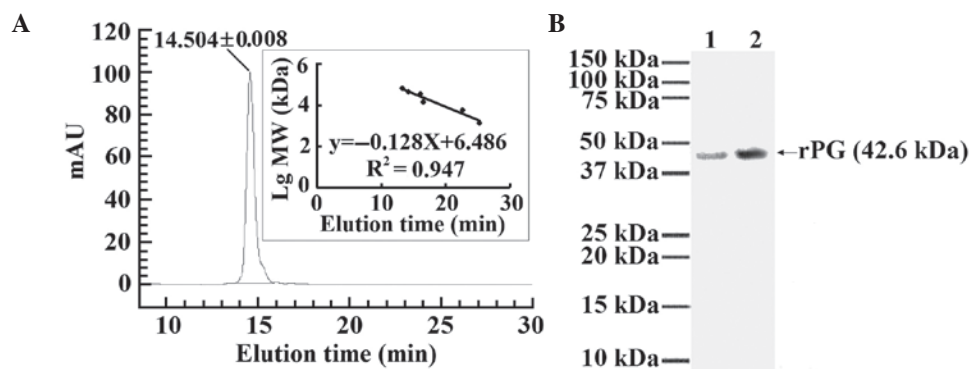 A
120
100
80
60
40
20
0
mAU
14.504±0.008
10 15 20 25 30
Elution time (min)
6
4
2
0
Lg MW (kDa)
y=−0.128X+6.486
R² = 0.947
0 10 20 30
Elution time (min)
B
1 2
150 kDa
100 kDa
75 kDa
50 kDa
37 kDa
25 kDa
20 kDa
15 kDa
10 kDa
←rPG (42.6 kDa)